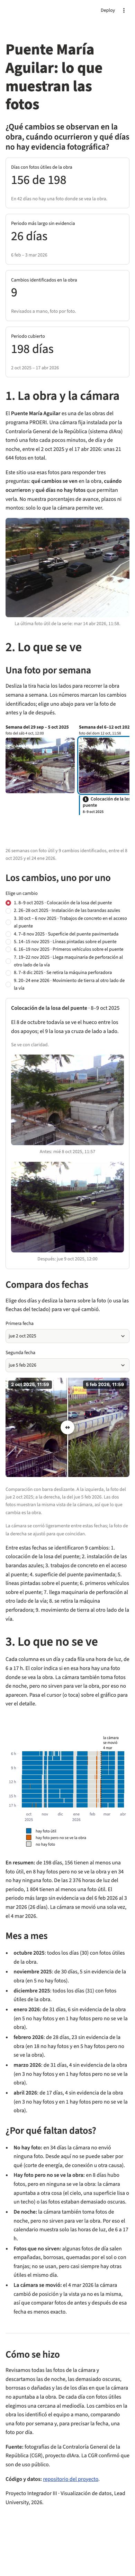 Deploy
Puente María
Aguilar: lo que
muestran las
fotos
¿Qué cambios se observan en la
obra, cuándo ocurrieron y qué días
no hay evidencia fotográfica?
Días con fotos útiles de la obra
156 de 198
En 42 días no hay una foto donde se vea la obra.
Período más largo sin evidencia
26 días
6 feb – 3 mar 2026
Cambios identificados en la obra
9
Revisados a mano, foto por foto.
Período cubierto
198 días
2 oct 2025 – 17 abr 2026
1. La obra y la cámara
El Puente María Aguilar es una de las obras del
programa PROERI. Una cámara fija instalada por la
Contralora General de la República (sistema dIAra)
tomó una foto cada pocos minutos, de día y de
noche, entre el 2 oct 2025 y el 17 abr 2026: unas 21
644 fotos en total.
Este sitio usa esas fotos para responder tres
preguntas: qué cambios se ven en la obra, cuándo
ocurrieron y qué días no hay fotos que permitan
verla. No muestra porcentajes de avance, plazos ni
montos: solo lo que la cámara permite ver.
La última foto útil de la serie: mar 14 abr 2026, 11:58.
2. Lo que se ve
Una foto por semana
Desliza la tira hacia los lados para recorrer la obra
semana a semana. Los números marcan los cambios
identificados; elige uno abajo para ver la foto de
antes y la de después.
Semana del 29 sep – 5 oct 2025
foto del sáb 4 oct, 12:00
Semana del 6–12 oct 202
foto del dom 12 oct, 11:58
1 Colocación de la los
puente
8–9 oct 2025
26 semanas con foto útil y 9 cambios identificados, entre el 8
oct 2025 y el 24 ene 2026.
Los cambios, uno por uno
Elige un cambio
1. 8–9 oct 2025 · Colocación de la losa del puente
2. 26–28 oct 2025 · Instalación de las barandas azules
3. 30 oct – 6 nov 2025 · Trabajos de concreto en el acceso
al puente
4. 7–8 nov 2025 · Superficie del puente pavimentada
5. 14–15 nov 2025 · Líneas pintadas sobre el puente
6. 18–19 nov 2025 · Primeros vehículos sobre el puente
7. 19–22 nov 2025 · Llega maquinaria de perforación al
otro lado de la vía
8. 7–8 dic 2025 · Se retira la máquina perforadora
9. 20–24 ene 2026 · Movimiento de tierra al otro lado de
la vía
Colocación de la losa del puente · 8–9 oct 2025
El 8 de octubre todavía se ve el hueco entre los
dos apoyos; el 9 la losa ya cruza de lado a lado.
Se ve con claridad.
Antes: mié 8 oct 2025, 11:57
Después: jue 9 oct 2025, 12:00
Compara dos fechas
Elige dos días y desliza la barra sobre la foto (o usa las
flechas del teclado) para ver qué cambió.
Primera fecha
jue 2 oct 2025
Segunda fecha
jue 5 feb 2026
2 oct 2025, 11:59
5 feb 2026, 11:59
Comparación con barra deslizante. A la izquierda, la foto del
jue 2 oct 2025; a la derecha, la del jue 5 feb 2026. Las dos
fotos muestran la misma vista de la cámara, así que lo que
cambia es la obra.
La cámara se corrió ligeramente entre estas fechas; la foto de
la derecha se ajustó para que coincidan.
Entre estas fechas se identificaron 9 cambios: 1.
colocación de la losa del puente; 2. instalación de las
barandas azules; 3. trabajos de concreto en el acceso
al puente; 4. superficie del puente pavimentada; 5.
líneas pintadas sobre el puente; 6. primeros vehículos
sobre el puente; 7. llega maquinaria de perforación al
otro lado de la vía; 8. se retira la máquina
perforadora; 9. movimiento de tierra al otro lado de la
vía.
3. Lo que no se ve
Cada columna es un día y cada fila una hora de luz, de
6 a 17 h. El color indica si en esa hora hay una foto
donde se vea la obra. La cámara también toma fotos
de noche, pero no sirven para ver la obra, por eso no
aparecen. Pasa el cursor (o toca) sobre el gráfico para
ver el detalle.
la cámara
se movió
4 mar
6 h
9 h
12 h
15 h
17 h
oct
2025
nov
dic
ene
2026
feb
mar
abr
hay foto útil
hay foto pero no se ve la obra
no hay foto
En resumen: de 198 días, 156 tienen al menos una
foto útil, en 8 hay fotos pero no se ve la obra y en 34
no hay ninguna foto. De las 2 376 horas de luz del
período, 1 604 tienen al menos una foto útil. El
período más largo sin evidencia va del 6 feb 2026 al 3
mar 2026 (26 días). La cámara se movió una sola vez,
el 4 mar 2026.
Mes a mes
octubre 2025: todos los días (30) con fotos útiles
de la obra.
noviembre 2025: de 30 días, 5 sin evidencia de la
obra (en 5 no hay fotos).
diciembre 2025: todos los días (31) con fotos
útiles de la obra.
enero 2026: de 31 días, 6 sin evidencia de la obra
(en 5 no hay fotos y en 1 hay fotos pero no se ve la
obra).
febrero 2026: de 28 días, 23 sin evidencia de la
obra (en 18 no hay fotos y en 5 hay fotos pero no
se ve la obra).
marzo 2026: de 31 días, 4 sin evidencia de la obra
(en 3 no hay fotos y en 1 hay fotos pero no se ve la
obra).
abril 2026: de 17 días, 4 sin evidencia de la obra
(en 3 no hay fotos y en 1 hay fotos pero no se ve la
obra).
¿Por qué faltan datos?
No hay foto: en 34 días la cámara no envió
ninguna foto. Desde aquí no se puede saber por
qué (corte de energía, de conexión u otra causa).
Hay foto pero no se ve la obra: en 8 días hubo
fotos, pero en ninguna se ve la obra: la cámara
apuntaba a otra cosa (el cielo, una superficie roja o
un techo) o las fotos estaban demasiado oscuras.
De noche: la cámara también toma fotos de
noche, pero no sirven para ver la obra. Por eso el
calendario muestra solo las horas de luz, de 6 a 17
h.
Fotos que no sirven: algunas fotos de día salen
empañadas, borrosas, quemadas por el sol o con
franjas; no se usan, pero casi siempre hay otras
útiles el mismo día.
La cámara se movió: el 4 mar 2026 la cámara
cambió de posición y la vista ya no es la misma,
así que comparar fotos de antes y después de esa
fecha es menos exacto.
Cómo se hizo
Revisamos todas las fotos de la cámara y
descartamos las de noche, las demasiado oscuras,
borrosas o dañadas y las de los días en que la cámara
no apuntaba a la obra. De cada día con fotos útiles
elegimos una cercana al mediodía. Los cambios en la
obra los identificó el equipo a mano, comparando
una foto por semana y, para precisar la fecha, una
foto por día.
Fuente: fotografías de la Contraloría General de la
República (CGR), proyecto dIAra. La CGR confirmó que
son de uso público.
Código y datos: repositorio del proyecto.
Proyecto Integrador III · Visualización de datos, Lead
University, 2026.